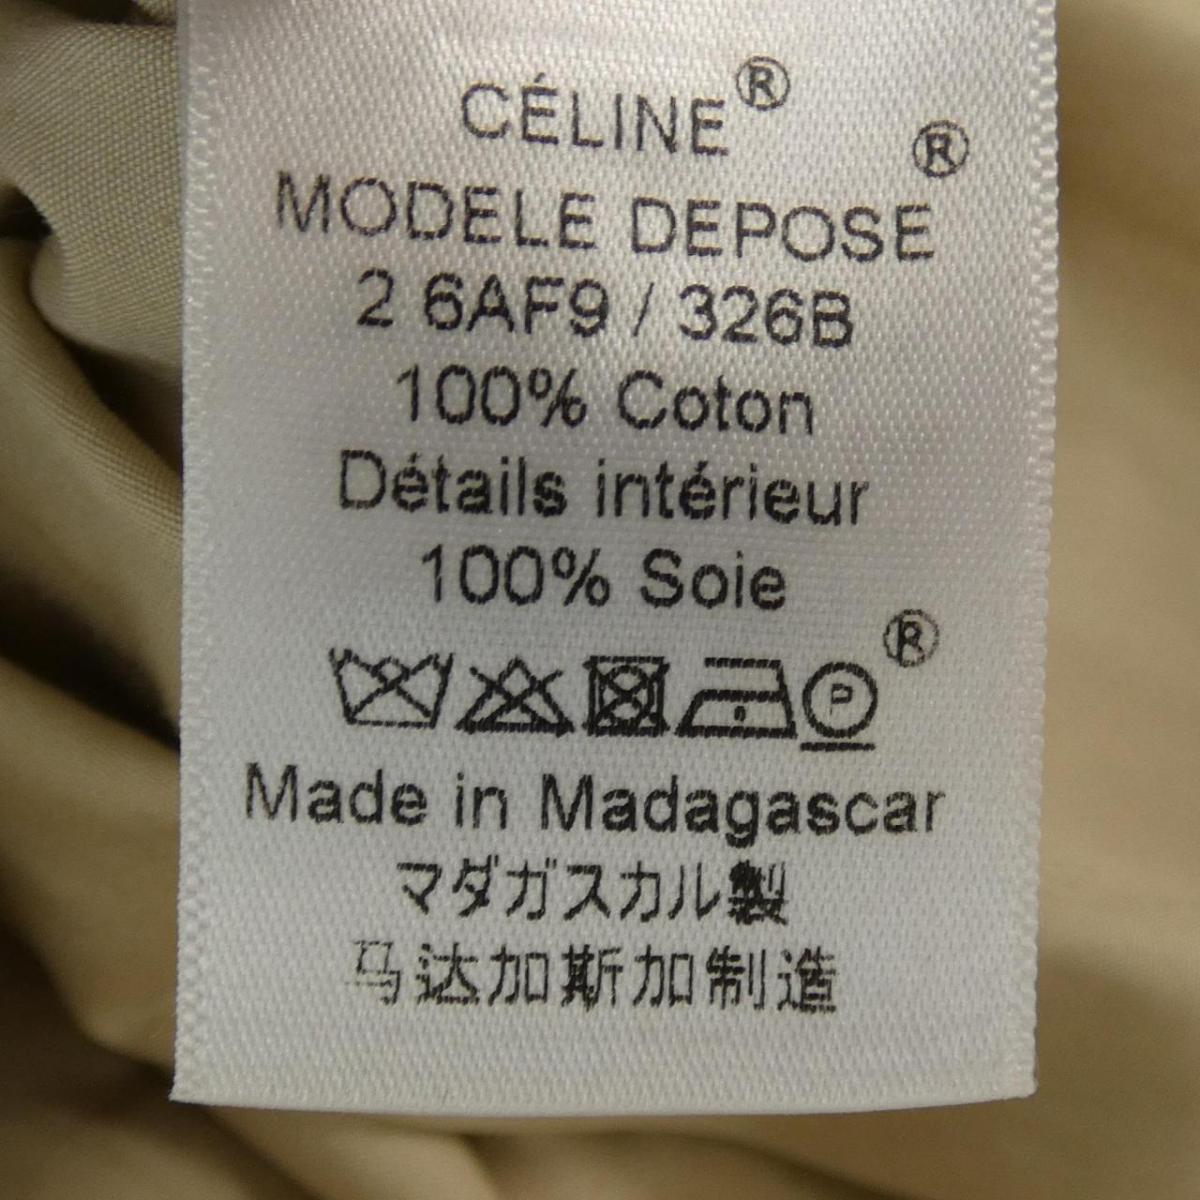 CÉLINE®
MODELE DEPOSE®
2 6AF9 / 326B
100% Coton
Détails intérieur
100% Soie
P ®
Made in Madagascar
マダガスカル製
马达加斯加制造